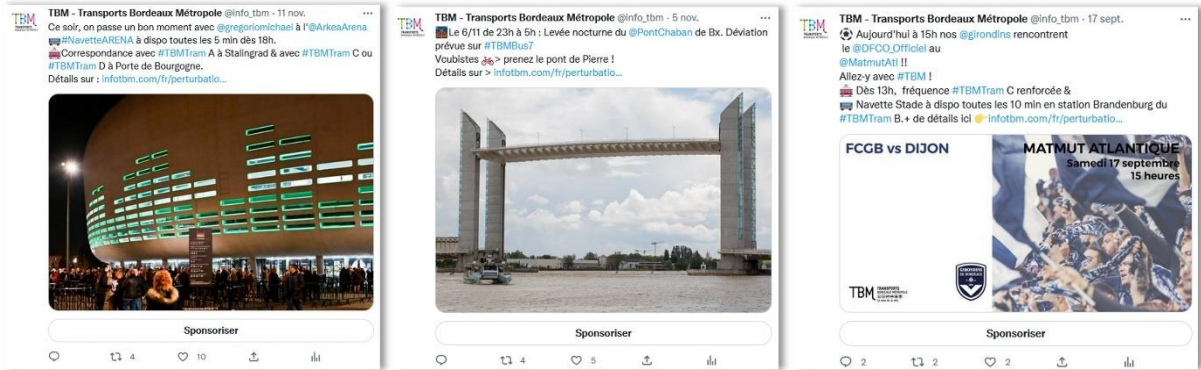 TBM - Transports Bordeaux Métropole @info_tbm · 11 nov.
Ce soir, on passe un bon moment avec @gregoriomichael à l'@ArkeaArena
#NavetteARENA à dispo toutes les 5 min dès 18h.
Correspondance avec #TBMTram A à Stalingrad & avec #TBMTram C ou
#TBMTram D à Porte de Bourgogne.
Détails sur : infotbm.com/fr/perturbatio...
Sponsoriser
4 10
TBM - Transports Bordeaux Métropole @info_tbm · 5 nov.
Le 6/11 de 23h à 5h : Levée nocturne du @PontChaban de Bx. Déviation
prévue sur #TBMBus7
Vcubistes > prenez le pont de Pierre !
Détails sur > infotbm.com/fr/perturbatio...
Sponsoriser
4 5
TBM - Transports Bordeaux Métropole @info_tbm · 17 sept.
Aujourd'hui à 15h nos @girondins rencontrent
le @DFCO_Officiel au
@MatmutAtl !!
Allez-y avec #TBM !
Dès 13h, fréquence #TBMTram C renforcée &
Navette Stade à dispo toutes les 10 min en station Brandenburg du
#TBMTram B.+ de détails ici infotbm.com/fr/perturbatio...
FCGB vs DIJON
MATMUT ATLANTIQUE
Samedi 17 septembre
15 heures
TBM TRANSPORTS
BORDEAUX MÉTROPOLE
GIRONDINS
Sponsoriser
2 2 2